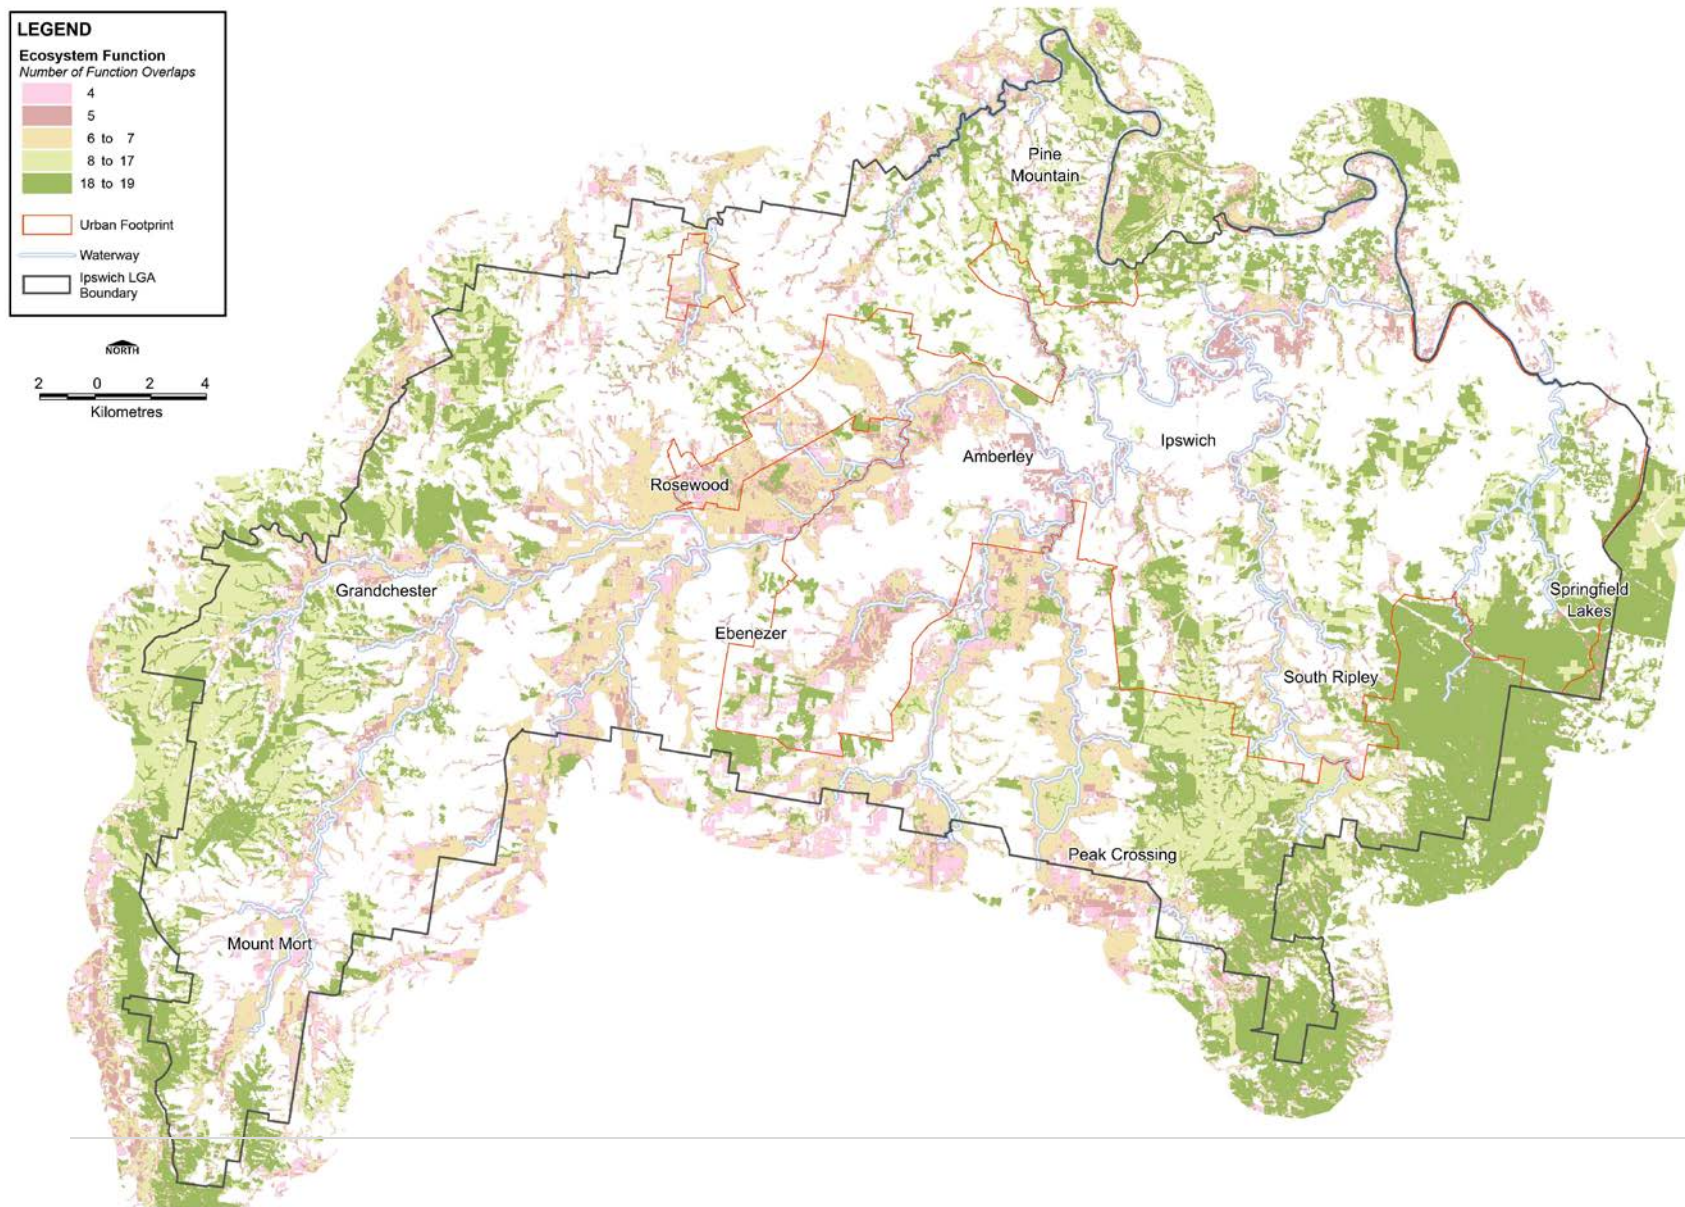 LEGEND
Ecosystem Function
Number of Function Overlaps
4
5
6 to 7
8 to 17
18 to 19
Urban Footprint
Waterway
Ipswich LGA
Boundary
NORTH
2 0 2 4
Kilometres
Pine
Mountain
Ipswich
Amberley
Rosewood
Grandchester
Springfield
Lakes
Ebenezer
South Ripley
Peak Crossing
Mount Mort